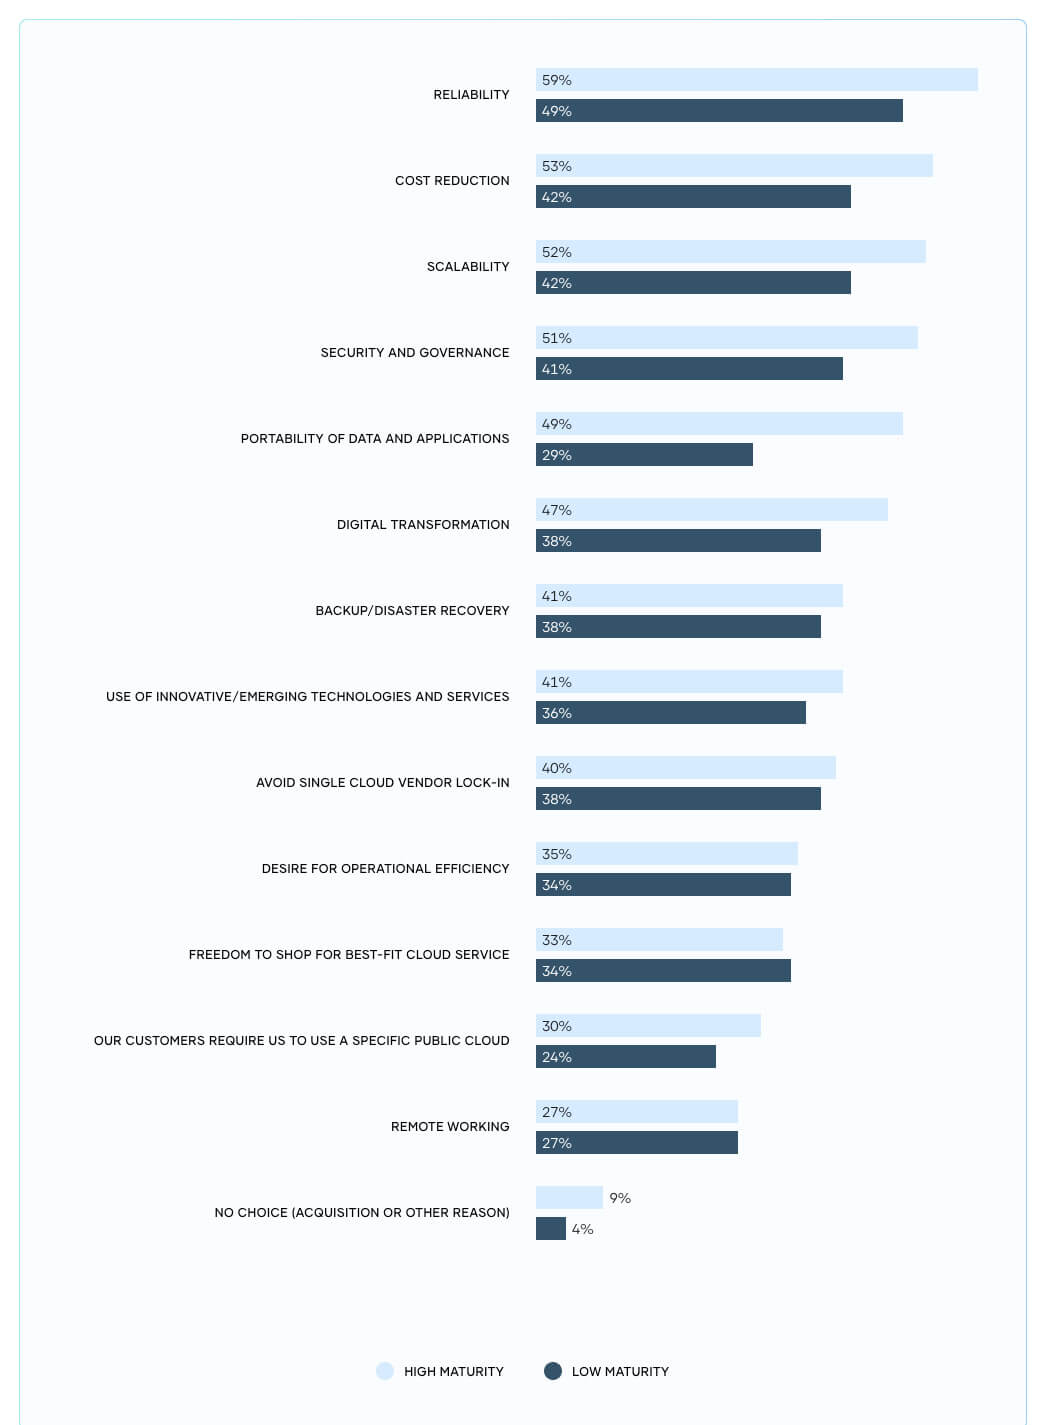 RELIABILITY
59%
49%
COST REDUCTION
53%
42%
SCALABILITY
52%
42%
SECURITY AND GOVERNANCE
51%
41%
PORTABILITY OF DATA AND APPLICATIONS
49%
29%
DIGITAL TRANSFORMATION
47%
38%
BACKUP/DISASTER RECOVERY
41%
38%
USE OF INNOVATIVE/EMERGING TECHNOLOGIES AND SERVICES
41%
36%
AVOID SINGLE CLOUD VENDOR LOCK-IN
40%
38%
DESIRE FOR OPERATIONAL EFFICIENCY
35%
34%
FREEDOM TO SHOP FOR BEST-FIT CLOUD SERVICE
33%
34%
OUR CUSTOMERS REQUIRE US TO USE A SPECIFIC PUBLIC CLOUD
30%
24%
REMOTE WORKING
27%
27%
NO CHOICE (ACQUISITION OR OTHER REASON)
9%
4%
HIGH MATURITY
LOW MATURITY